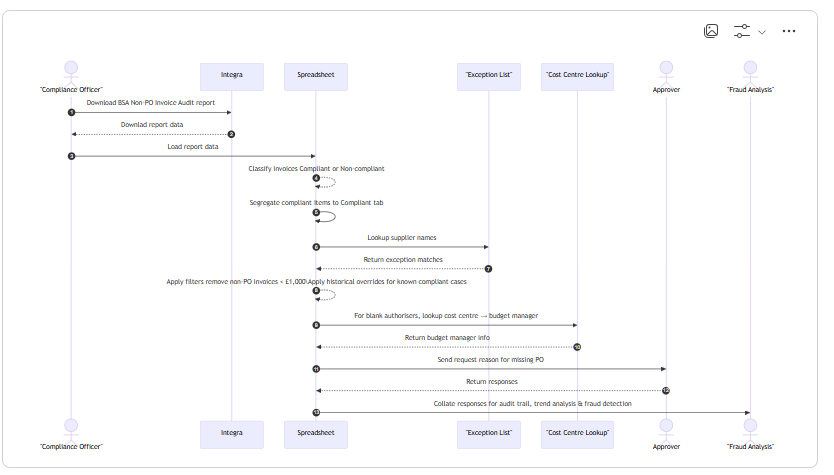 "Compliance Officer"
Integra
Spreadsheet
"Exception List"
"Cost Centre Lookup"
Approver
"Fraud Analysis"
1
Download BSA Non-PO Invoice Audit report
2
Downlad report data
3
Load report data
Classify Invoices Compliant or Non-compliant
4
Segregate compliant items to Compliant tab
5
Lookup supplier names
6
Return exception matches
7
Apply filters remove non-PO Invoices < £1,000\Apply historical overrides for known compliant cases
8
For blank authorisers, lookup cost centre → budget manager
9
Return budget manager info
10
Send request reason for missing PO
11
Return responses
12
Collate responses for audit trail, trend analysis & fraud detection
13
"Compliance Officer"
Integra
Spreadsheet
"Exception List"
"Cost Centre Lookup"
Approver
"Fraud Analysis"